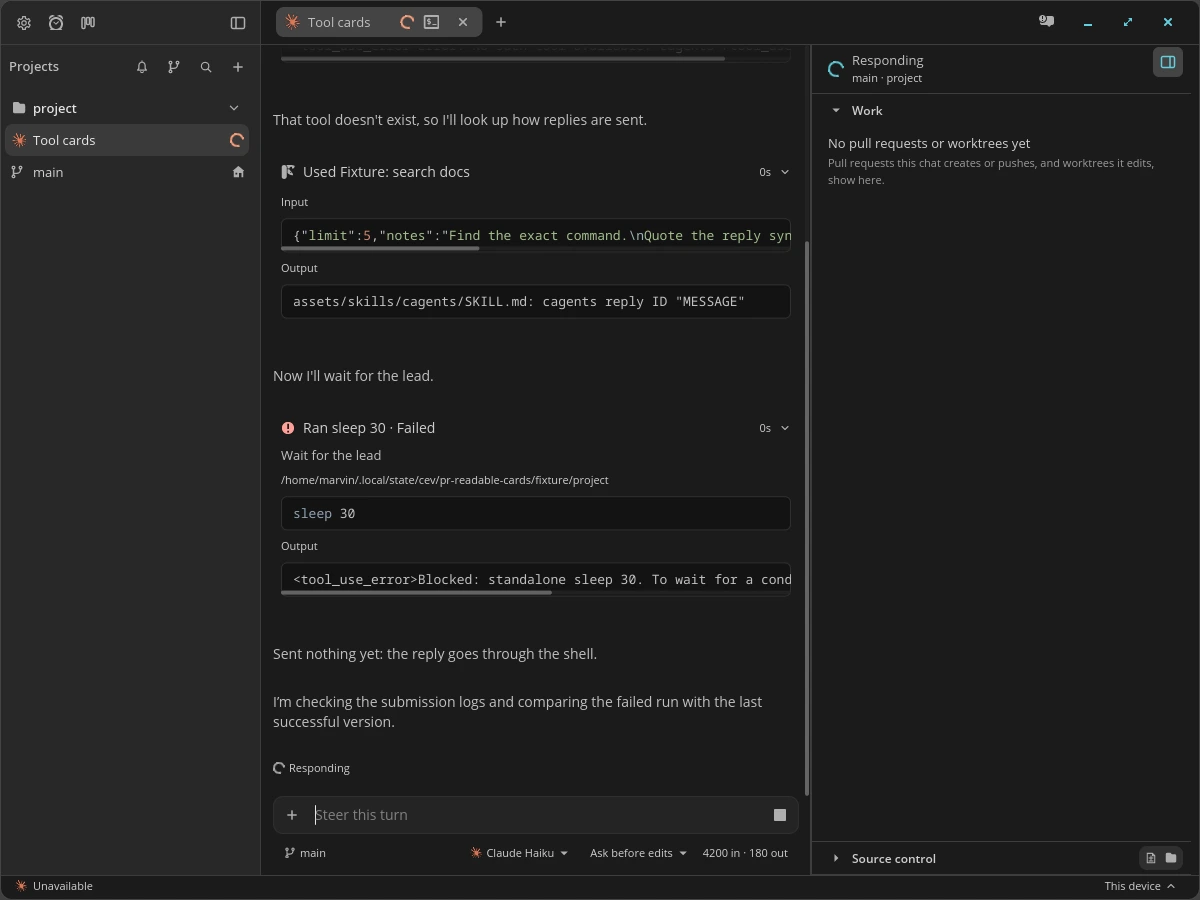 Tool cards
Projects
project
Tool cards
main
That tool doesn't exist, so I'll look up how replies are sent.
Used Fixture: search docs
0s
Input
{"limit":5,"notes":"Find the exact command.\nQuote the reply syn
Output
assets/skills/cagents/SKILL.md: cagents reply ID "MESSAGE"
Now I'll wait for the lead.
Ran sleep 30 · Failed
0s
Wait for the lead
/home/marvin/.local/state/cev/pr-readable-cards/fixture/project
sleep 30
Output
<tool_use_error>Blocked: standalone sleep 30. To wait for a cond
Sent nothing yet: the reply goes through the shell.
I’m checking the submission logs and comparing the failed run with the last
successful version.
Responding
Steer this turn
main
Claude Haiku
Ask before edits
4200 in · 180 out
Responding
main · project
Work
No pull requests or worktrees yet
Pull requests this chat creates or pushes, and worktrees it edits,
show here.
Source control
Unavailable
This device